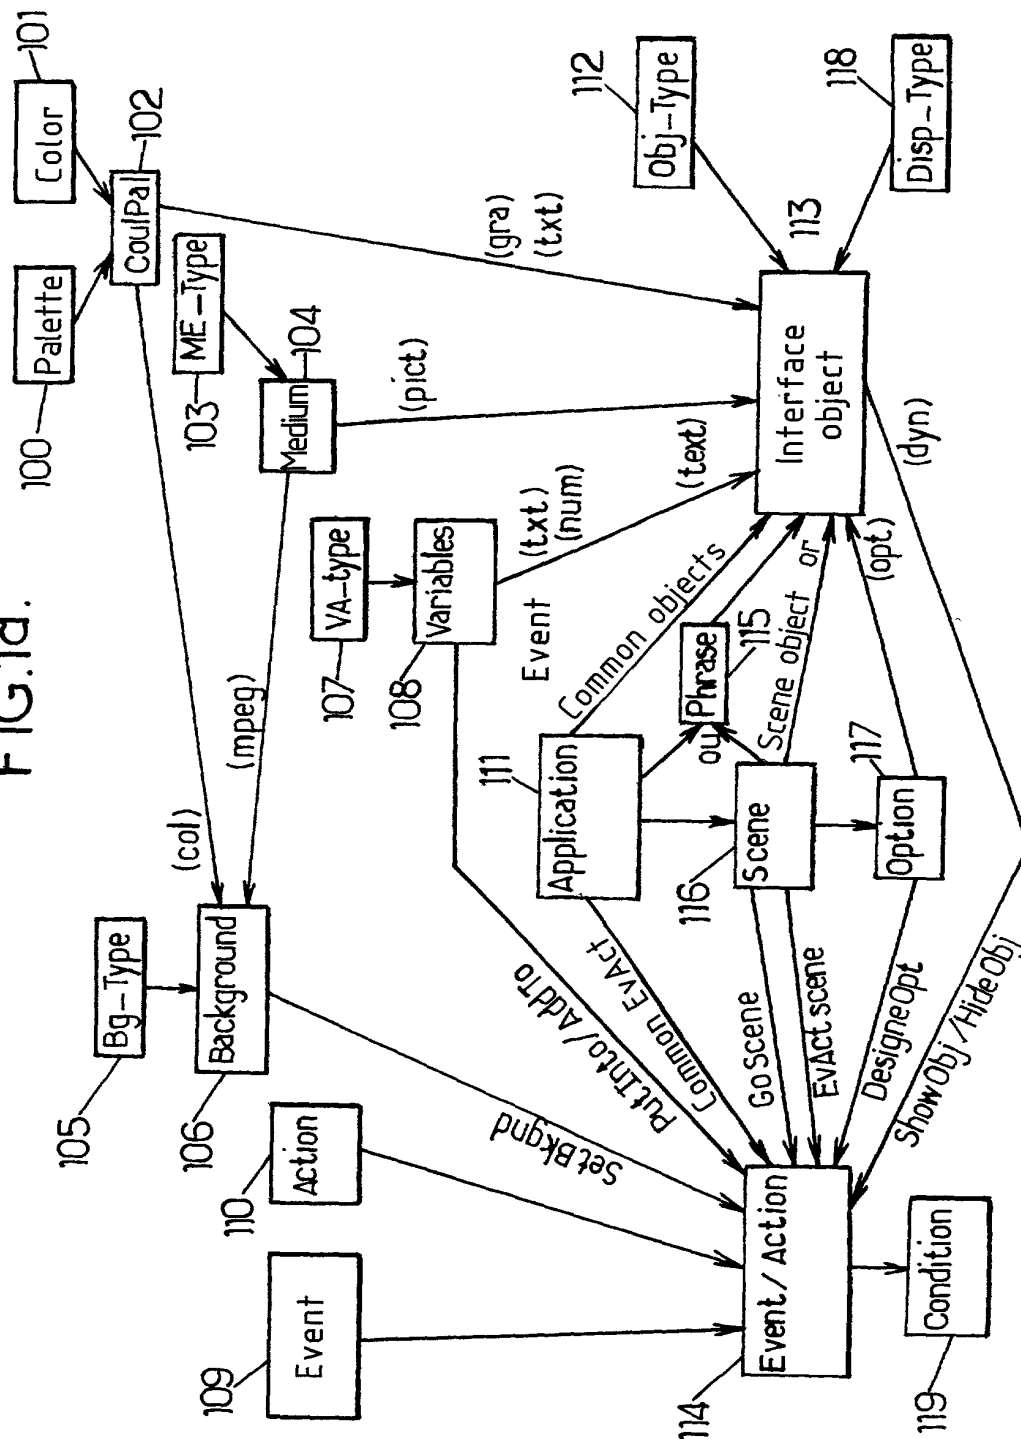 FIG.1d.
100
Palette
101
Color
102
CoulPal
103
ME-Type
104
Medium
105
Bg-Type
106
Background
107
VA-type
108
Variables
109
Event
110
Action
111
Application
112
Obj-Type
113
Interface
object
114
Event/Action
115
Phrase
116
Scene
117
Option
118
Disp-Type
119
Condition
(col)
(mpeg)
(pict)
(gra)
(txt)
(txt)
(num)
(text)
Event
Common objects
ou
Scene object or
(opt)
(dyn)
SetBkgnd
PutInto/AddTo
Common EvAct
GoScene
EvActscene
DesigneOpt
ShowObj/HideObj